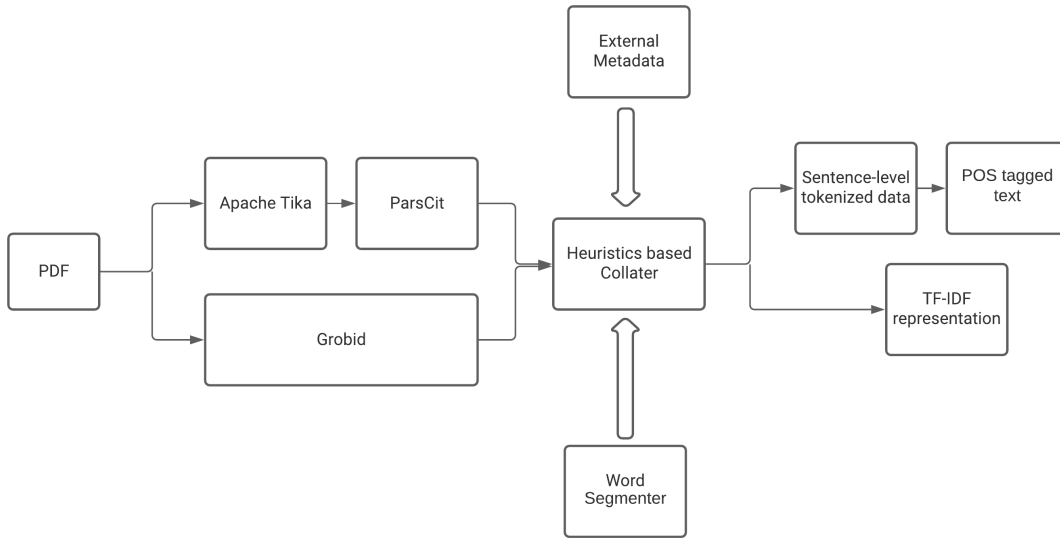 External
Metadata
Apache Tika
ParsCit
Sentence-level
tokenized data
POS tagged
text
PDF
Heuristics based
Collater
Grobid
TF-IDF
representation
Word
Segmenter